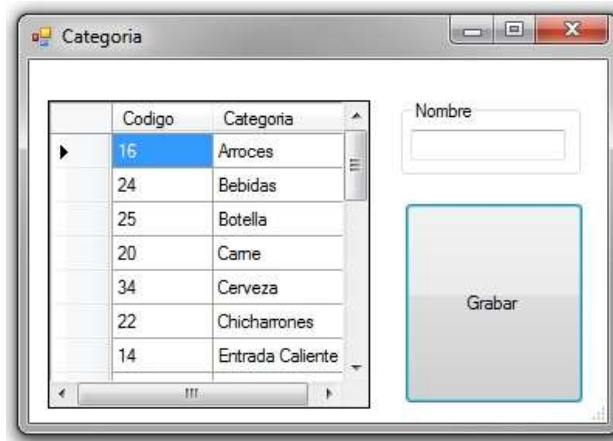 Categoria
Codigo Categoria
16 Arroces
24 Bebidas
25 Botella
20 Carne
34 Cerveza
22 Chicharrones
14 Entrada Caliente
Nombre
Grabar